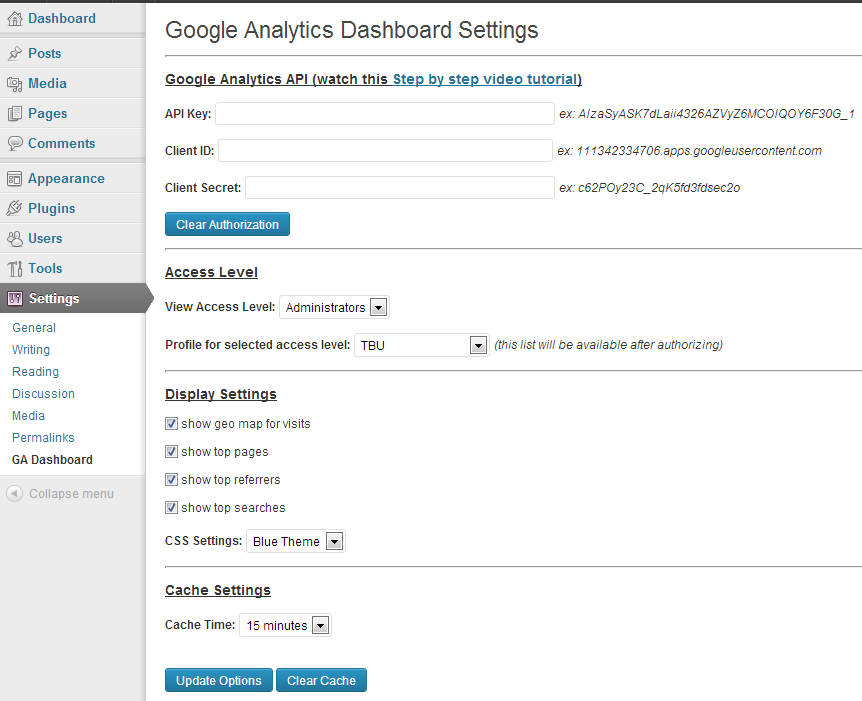 Dashboard
Posts
Media
Pages
Comments
Appearance
Plugins
Users
Tools
Settings
General
Writing
Reading
Discussion
Media
Permalinks
GA Dashboard
Collapse menu
Google Analytics Dashboard Settings
Google Analytics API (watch this Step by step video tutorial)
API Key: ex: AIzaSyASK7dLaii4326AZVyZ6MCOIQOY6F30G_1
Client ID: ex: 111342334706.apps.googleusercontent.com
Client Secret: ex: c62POy23C_2qK5fd3fdsec2o
Clear Authorization
Access Level
View Access Level: Administrators
Profile for selected access level: TBU (this list will be available after authorizing)
Display Settings
show geo map for visits
show top pages
show top referrers
show top searches
CSS Settings: Blue Theme
Cache Settings
Cache Time: 15 minutes
Update Options Clear Cache